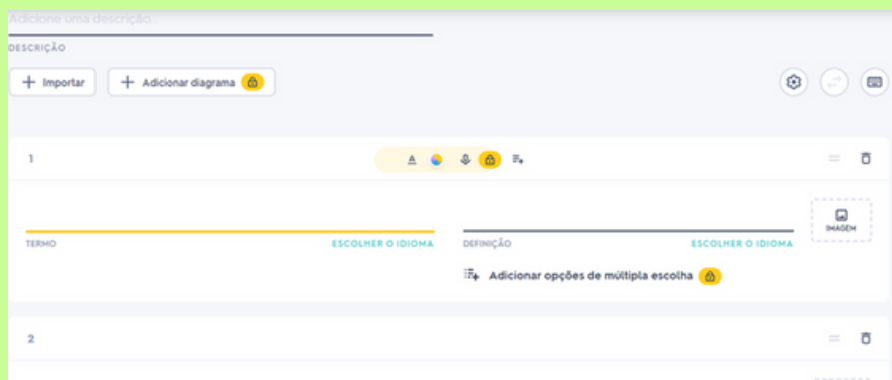 Adicione uma descrição...
DESCRIÇÃO
+ Importar
+ Adicionar diagrama
1
A
TERMO
ESCOLHER O IDIOMA
DEFINIÇÃO
ESCOLHER O IDIOMA
IMAGEM
Adicionar opções de múltipla escolha
2